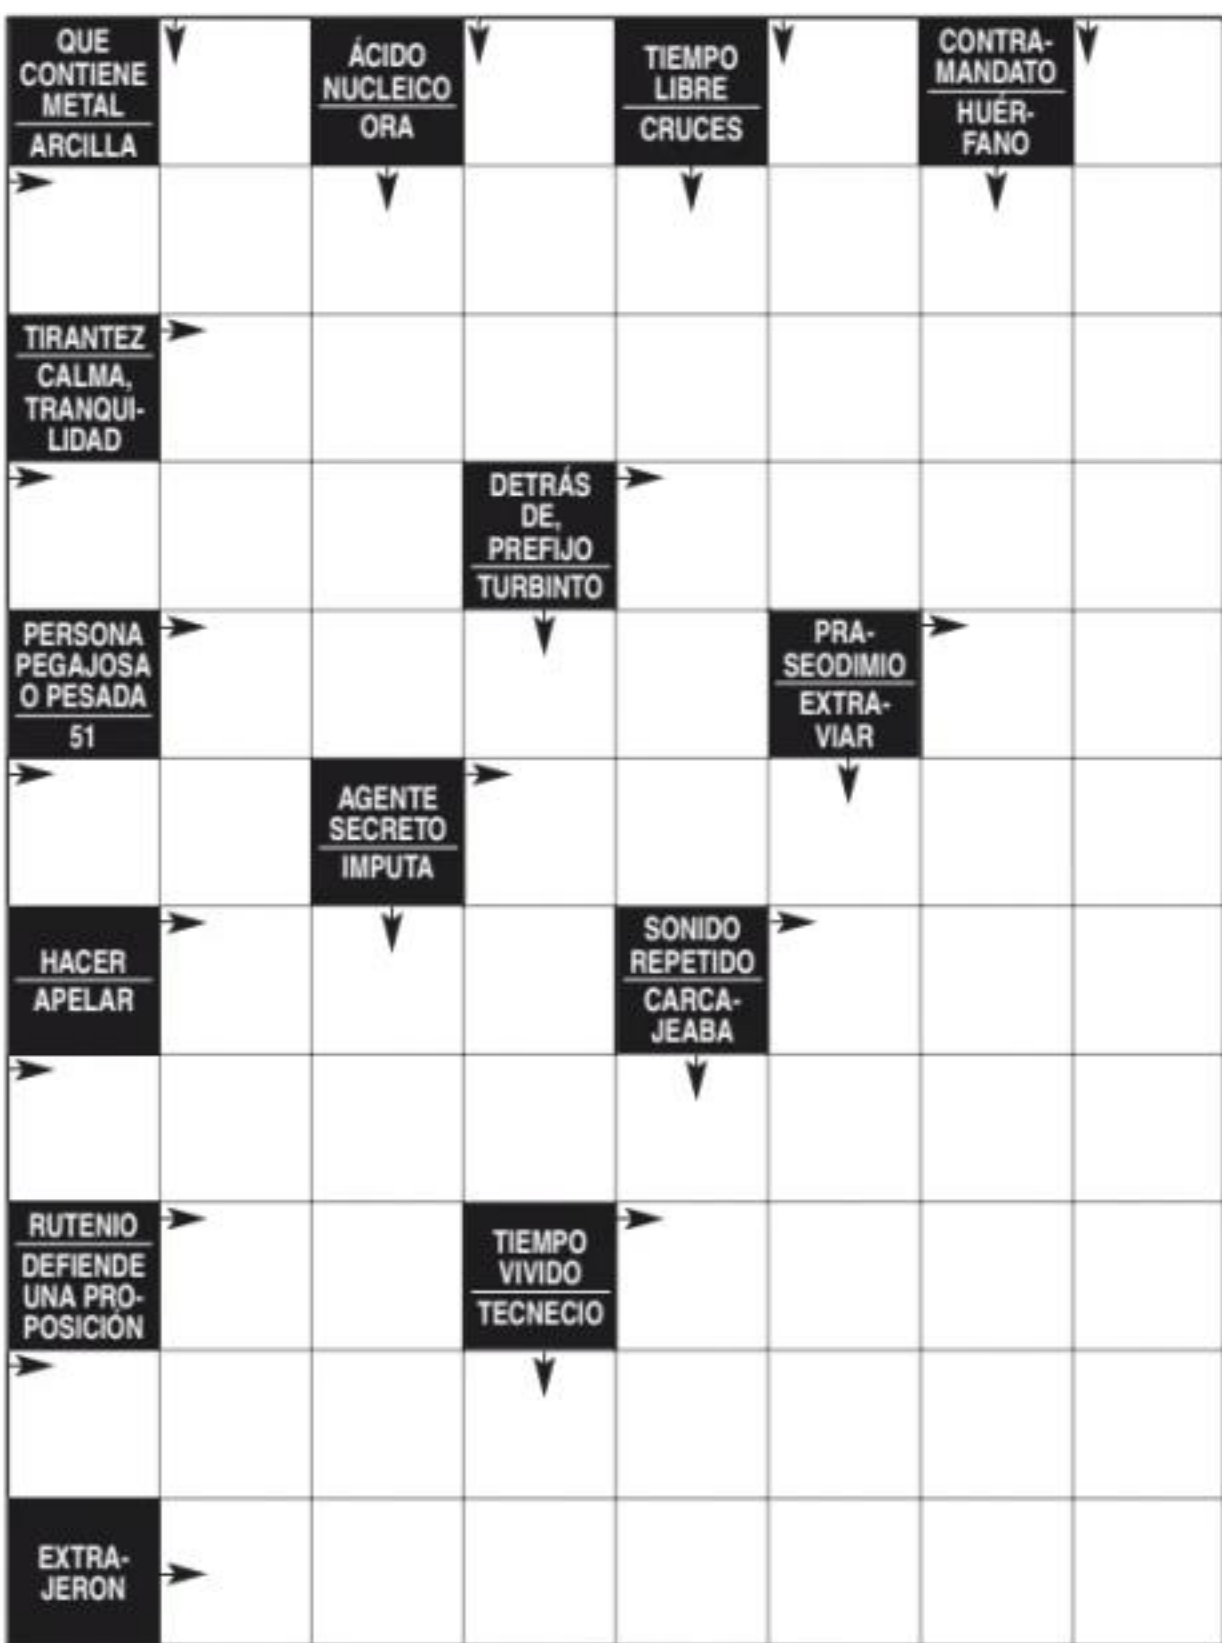 QUE
CONTIENE
METAL
ARCILLA
ÁCIDO
NUCLEICO
ORA
TIEMPO
LIBRE
CRUCES
CONTRA-
MANDATO
HUÉR-
FANO
TIRANTEZ
CALMA,
TRANQUI-
LIDAD
DETRÁS
DE,
PREFIJO
TURBINTO
PERSONA
PEGAJOSA
O PESADA
51
PRA-
SEODIMIO
EXTRA-
VIAR
AGENTE
SECRETO
IMPUTA
HACER
APELAR
SONIDO
REPETIDO
CARCA-
JEABA
RUTENIO
DEFIENDE
UNA PRO-
POSICIÓN
TIEMPO
VIVIDO
TECNECIO
EXTRA-
JERON